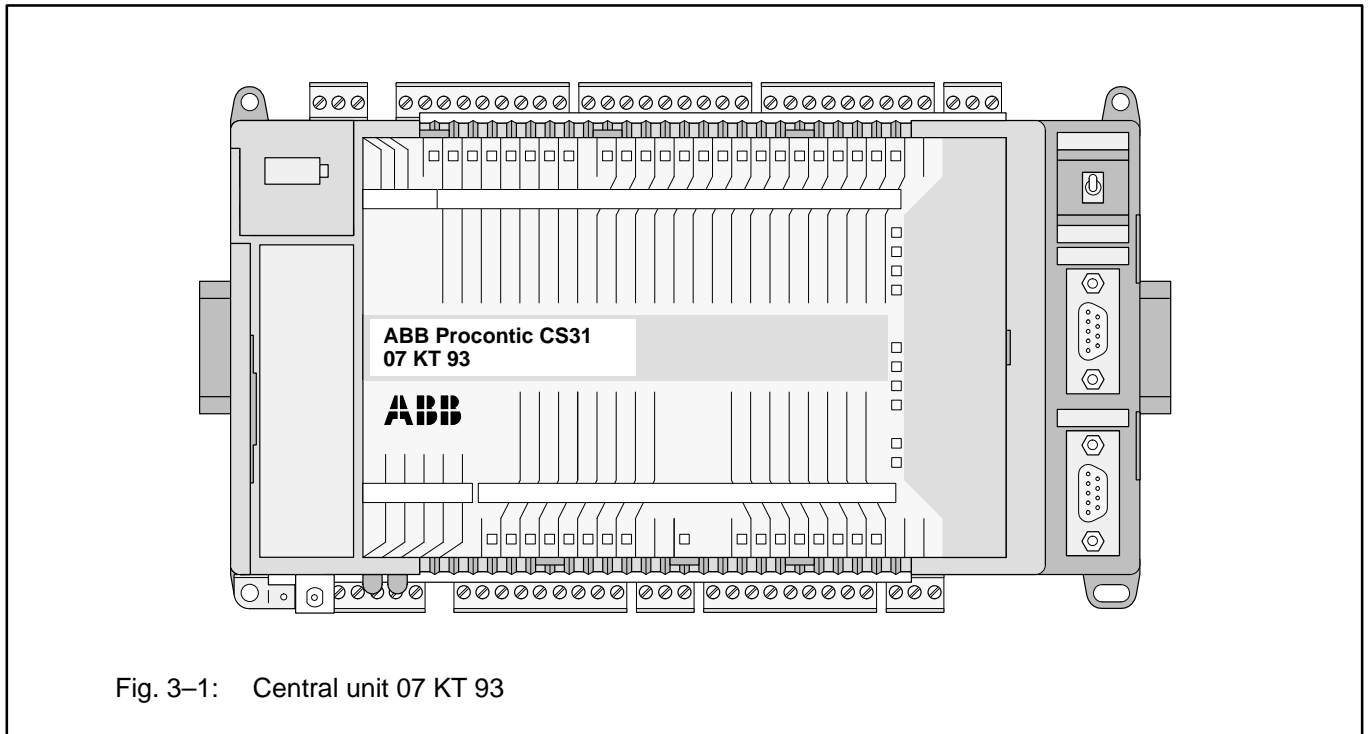 ABB Procontic CS31
07 KT 93
ABB
Fig. 3–1: Central unit 07 KT 93